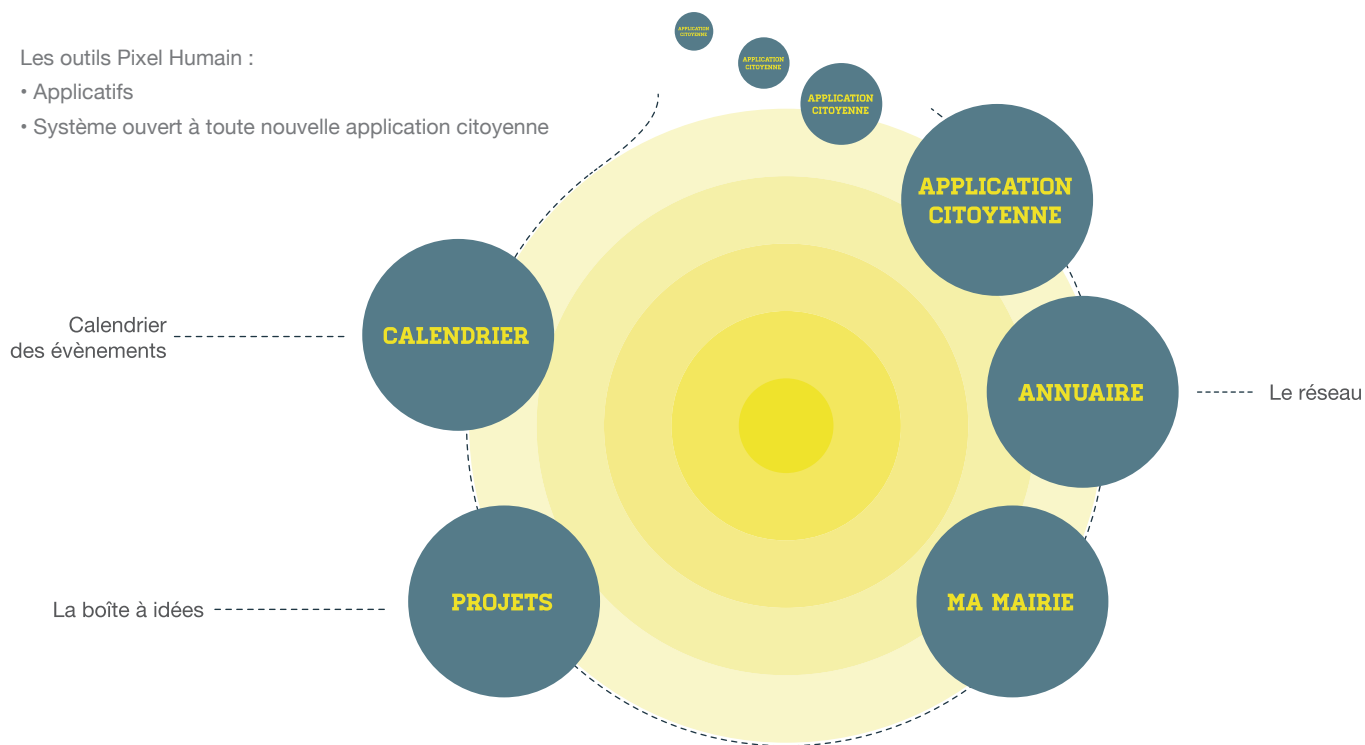 Les outils Pixel Humain :
• Applicatifs
• Système ouvert à toute nouvelle application citoyenne
APPLICATION
CITOYENNE
APPLICATION
CITOYENNE
APPLICATION
CITOYENNE
APPLICATION
CITOYENNE
Calendrier
des évènements
CALENDRIER
ANNUAIRE
Le réseau
La boîte à idées
PROJETS
MA MAIRIE